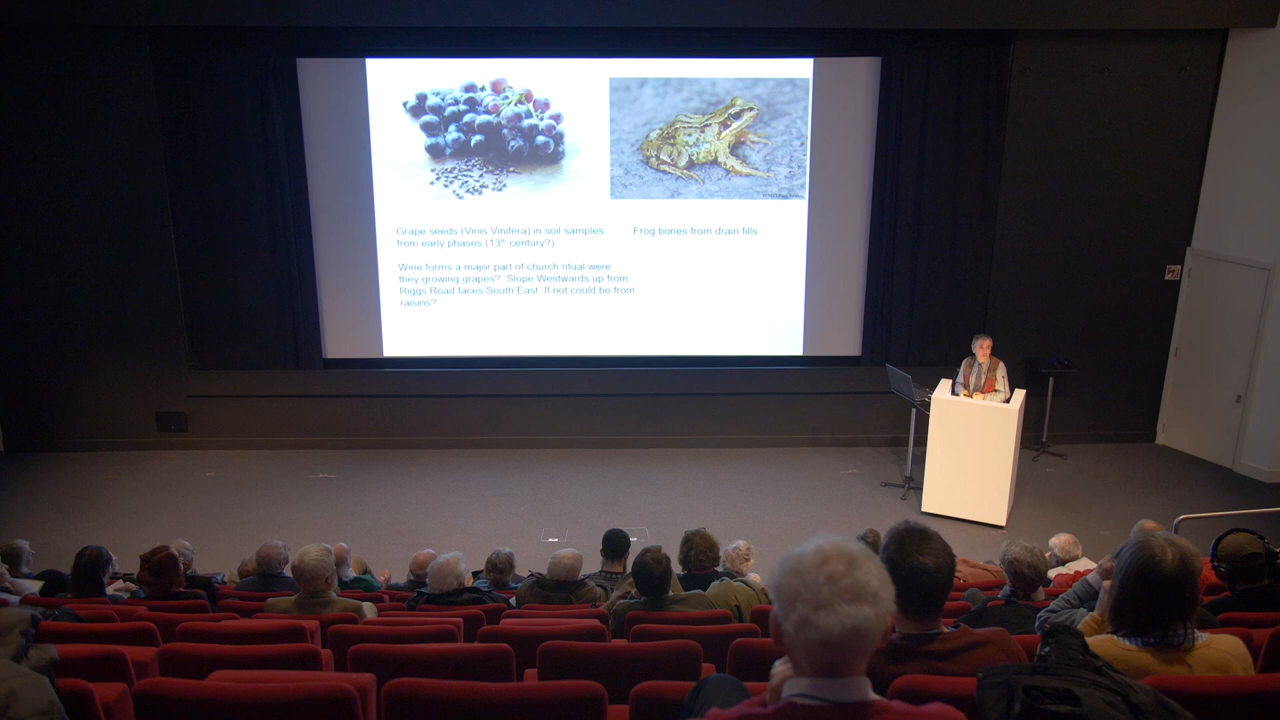 Grape seeds (Vinis Vinifera) in soil samples
from early phases (13th century?)
Frog bones from drain fills
Wine forms a major part of church ritual were
they growing grapes? Slope Westwards up from
Riggs Road faces South East. If not could be from
raisins?